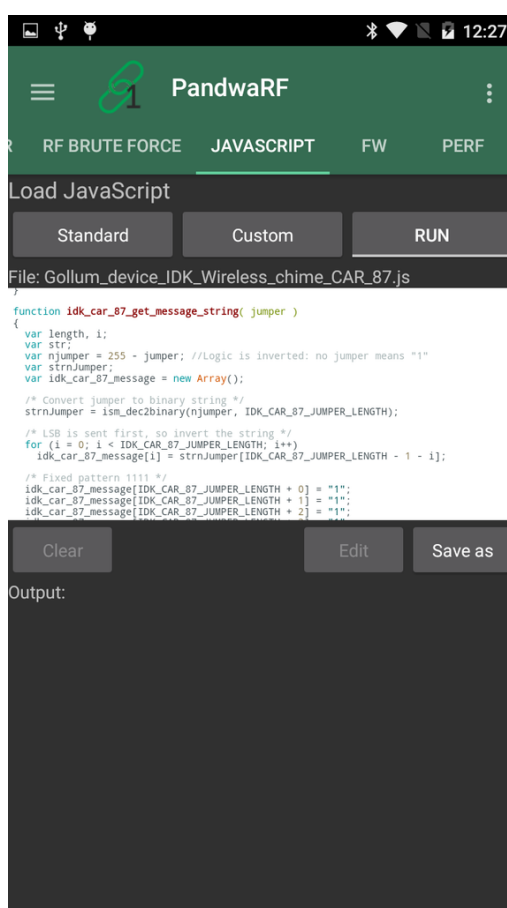 12:27
1
PandwaRF
R RF BRUTE FORCE JAVASCRIPT FW PERF
Load JavaScript
Standard Custom RUN
File: Gollum_device_IDK_Wireless_chime_CAR_87.js
}
function idk_car_87_get_message_string( jumper )
{
var length, i;
var str;
var njumper = 255 - jumper; //Logic is inverted: no jumper means "1"
var strnJumper;
var idk_car_87_message = new Array();
/* Convert jumper to binary string */
strnJumper = ism_dec2binary(njumper, IDK_CAR_87_JUMPER_LENGTH);
/* LSB is sent first, so invert the string */
for (i = 0; i < IDK_CAR_87_JUMPER_LENGTH; i++)
idk_car_87_message[i] = strnJumper[IDK_CAR_87_JUMPER_LENGTH - 1 - i];
/* Fixed pattern 1111 */
idk_car_87_message[IDK_CAR_87_JUMPER_LENGTH + 0] = "1";
idk_car_87_message[IDK_CAR_87_JUMPER_LENGTH + 1] = "1";
idk_car_87_message[IDK_CAR_87_JUMPER_LENGTH + 2] = "1";
Clear Edit Save as
Output: